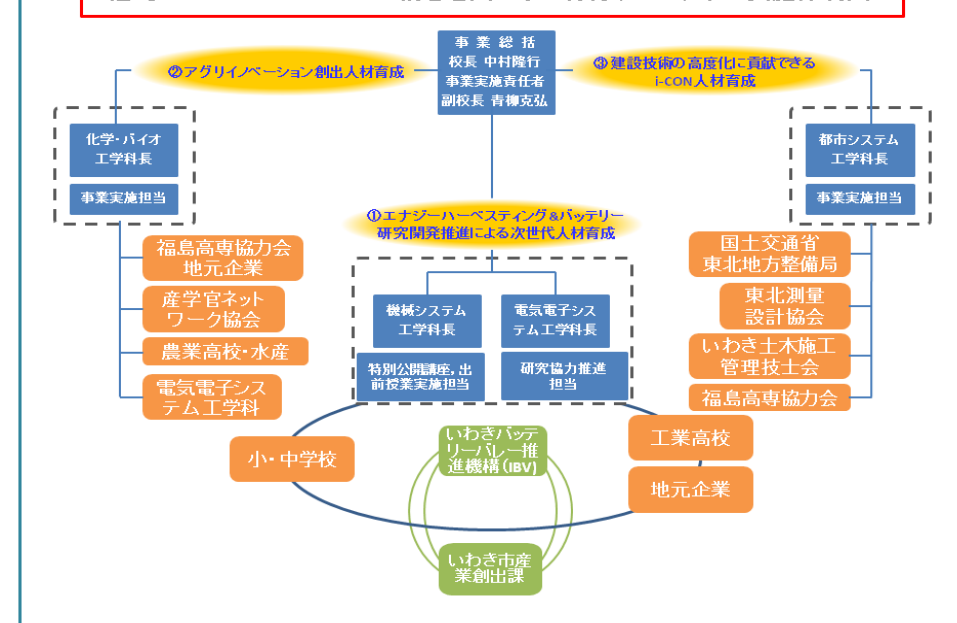 事業総括
校長 中村隆行
事業実施責任者
副校長 青柳克弘
②アグリイノベーション創出人材育成
③建設技術の高度化に貢献できる
i-CON人材育成
化学・バイオ
工学科長
事業実施担当
都市システム
工学科長
事業実施担当
①エナジーハーベスティング&バッテリー
研究開発推進による次世代人材育成
福島高専協力会
地元企業
産学官ネット
ワーク協会
農業高校・水産
電気電子シス
テム工学科
機械システム
工学科長
電気電子シス
テム工学科長
特別公開講座,出
前授業実施担当
研究協力推進
担当
国土交通省
東北地方整備局
東北測量
設計協会
いわき土木施工
管理技士会
福島高専協力会
小・中学校
いわきバッテ
リーバレー推
進機構(IBV)
工業高校
地元企業
いわき市産
業創出課